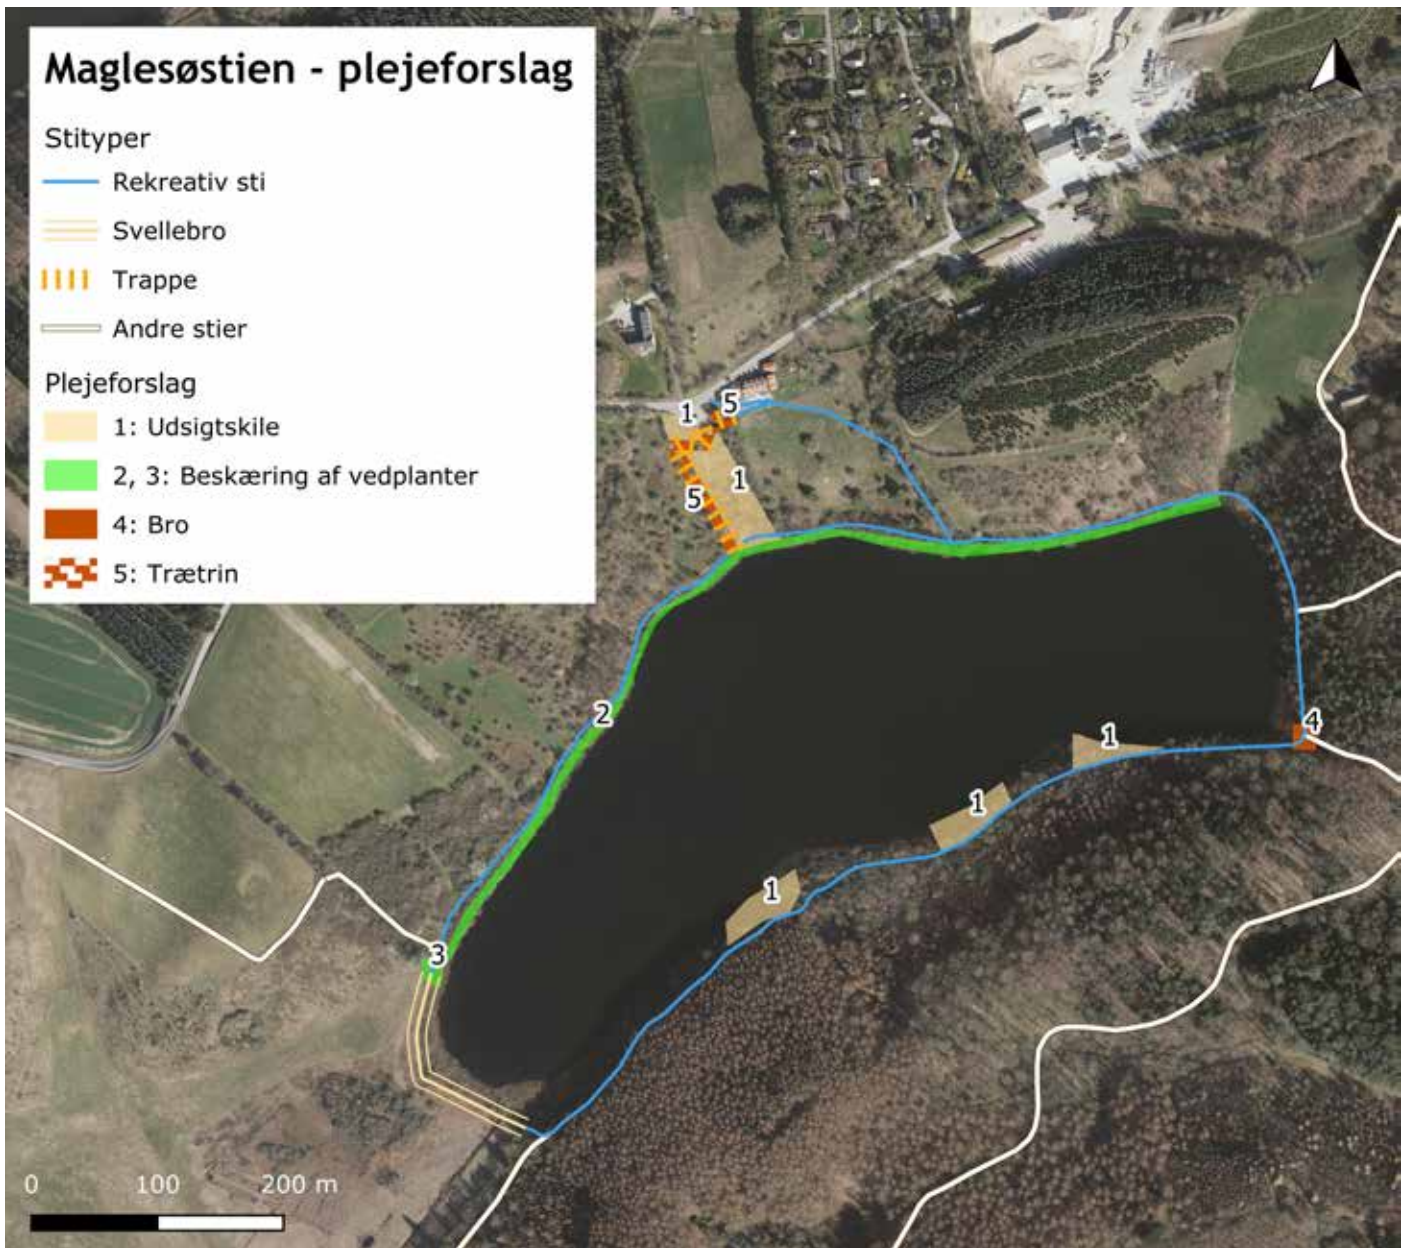 Maglesøstien - plejeforslag
Stityper
Rekreativ sti
Svellebro
Trappe
Andre stier
Plejeforslag
1: Udsigtskile
2, 3: Beskæring af vedplanter
4: Bro
5: Trætrin
1
5
1
5
2
4
1
1
1
3
0 100 200 m